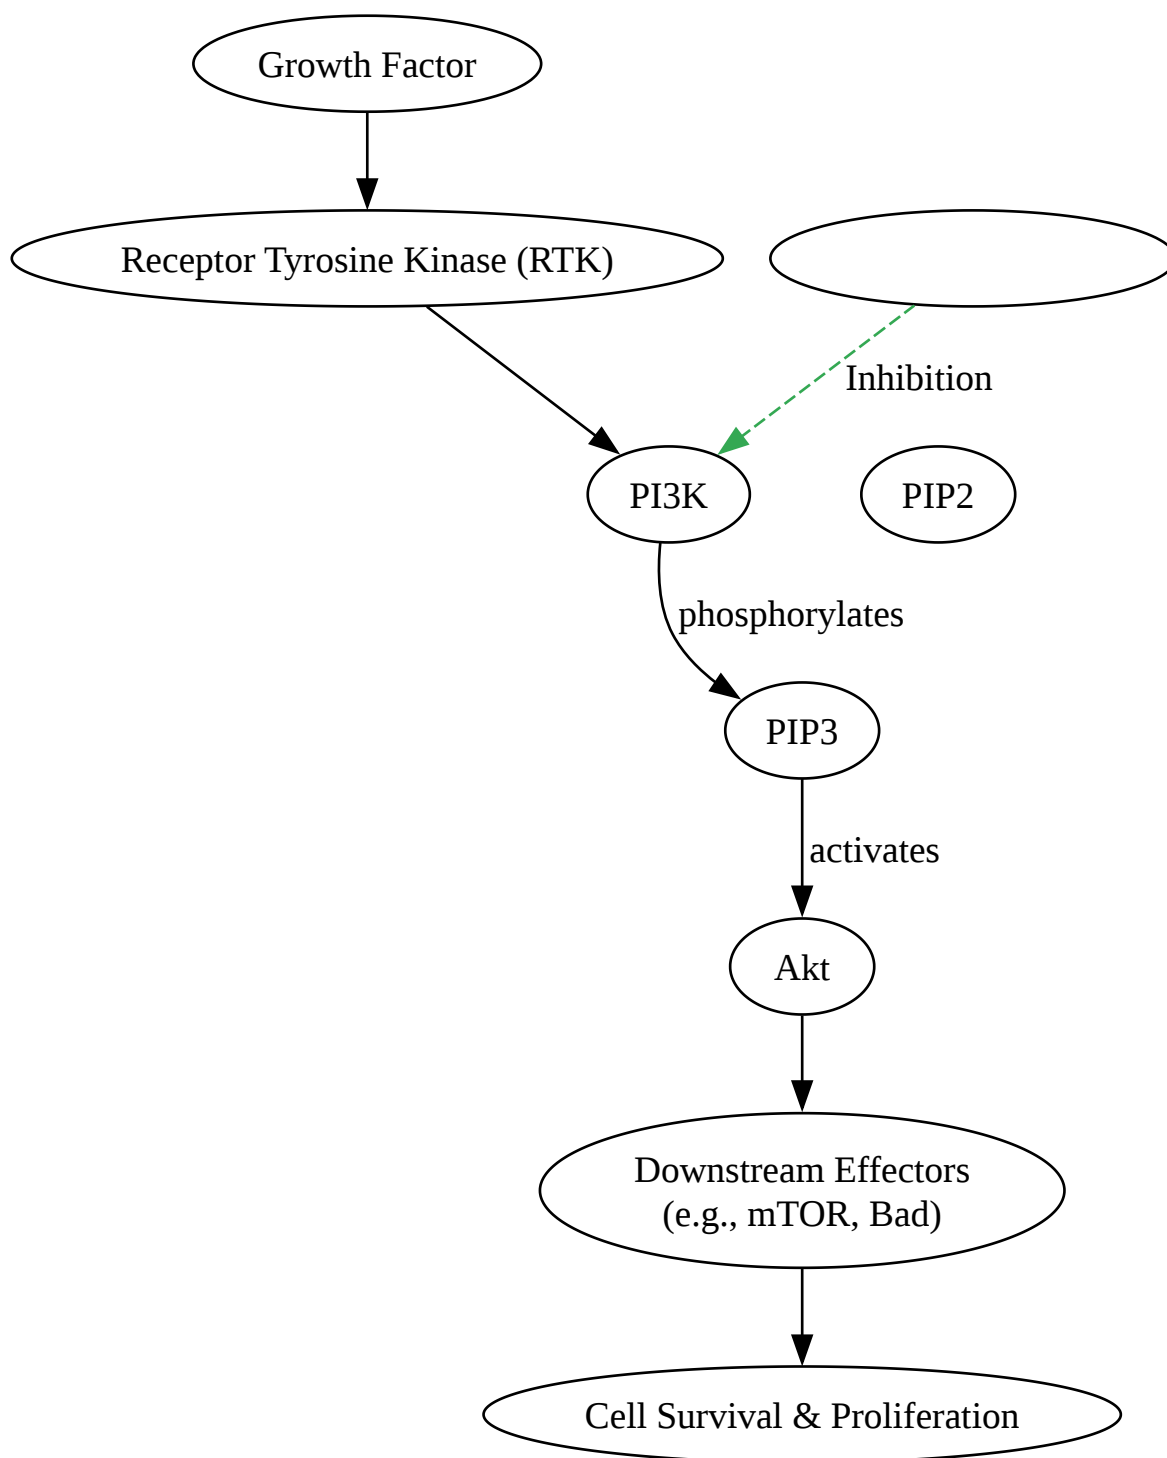 Growth Factor
Receptor Tyrosine Kinase (RTK)
Inhibition
PI3K
PIP2
phosphorylates
PIP3
activates
Akt
Downstream Effectors
(e.g., mTOR, Bad)
Cell Survival & Proliferation